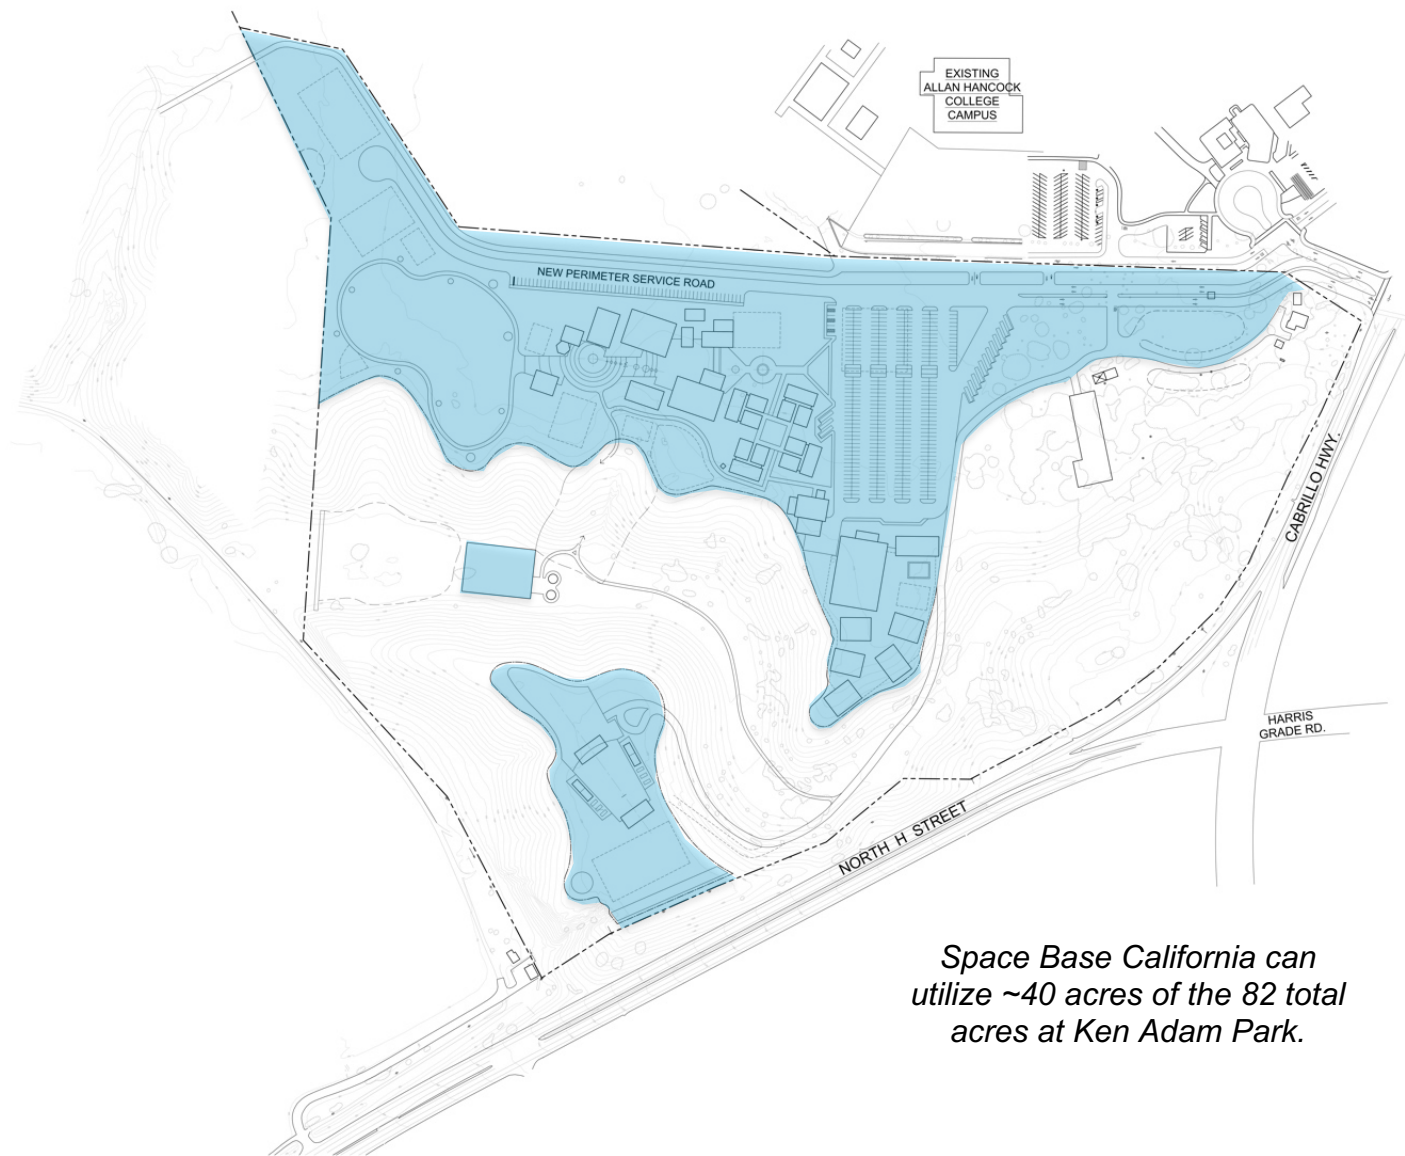 EXISTING
ALLAN HANCOCK
COLLEGE
CAMPUS
NEW PERIMETER SERVICE ROAD
CABRILLO HWY.
HARRIS
GRADE RD.
NORTH H STREET
Space Base California can
utilize ~40 acres of the 82 total
acres at Ken Adam Park.